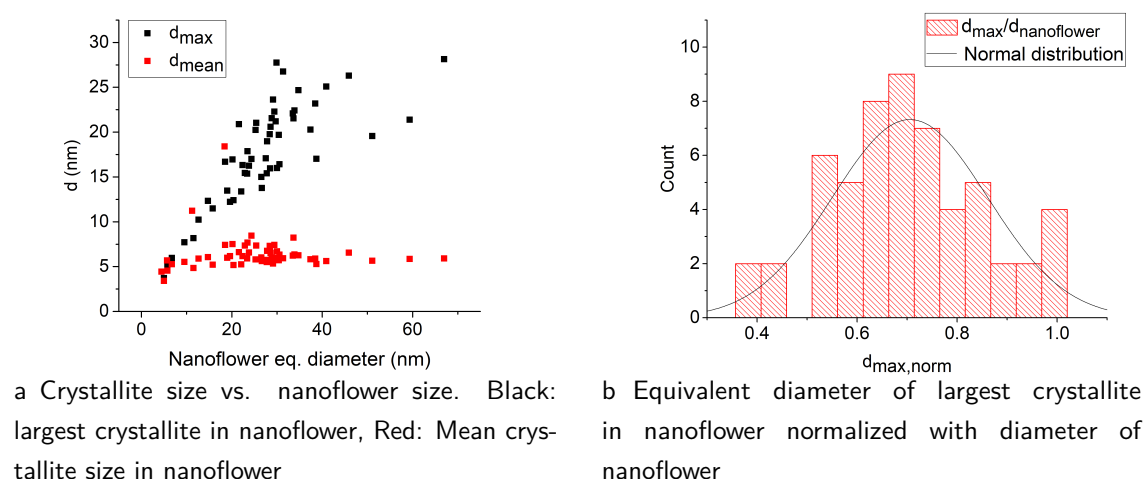 d_max
d_mean
30
25
20
15
10
5
0
d (nm)
0 20 40 60
Nanoflower eq. diameter (nm)
a Crystallite size vs. nanoflower size. Black:
largest crystallite in nanoflower, Red: Mean crys-
tallite size in nanoflower
d_max/d_nanoflower
Normal distribution
10
8
6
4
2
0
Count
0.4 0.6 0.8 1.0
d_max,norm
b Equivalent diameter of largest crystallite
in nanoflower normalized with diameter of
nanoflower